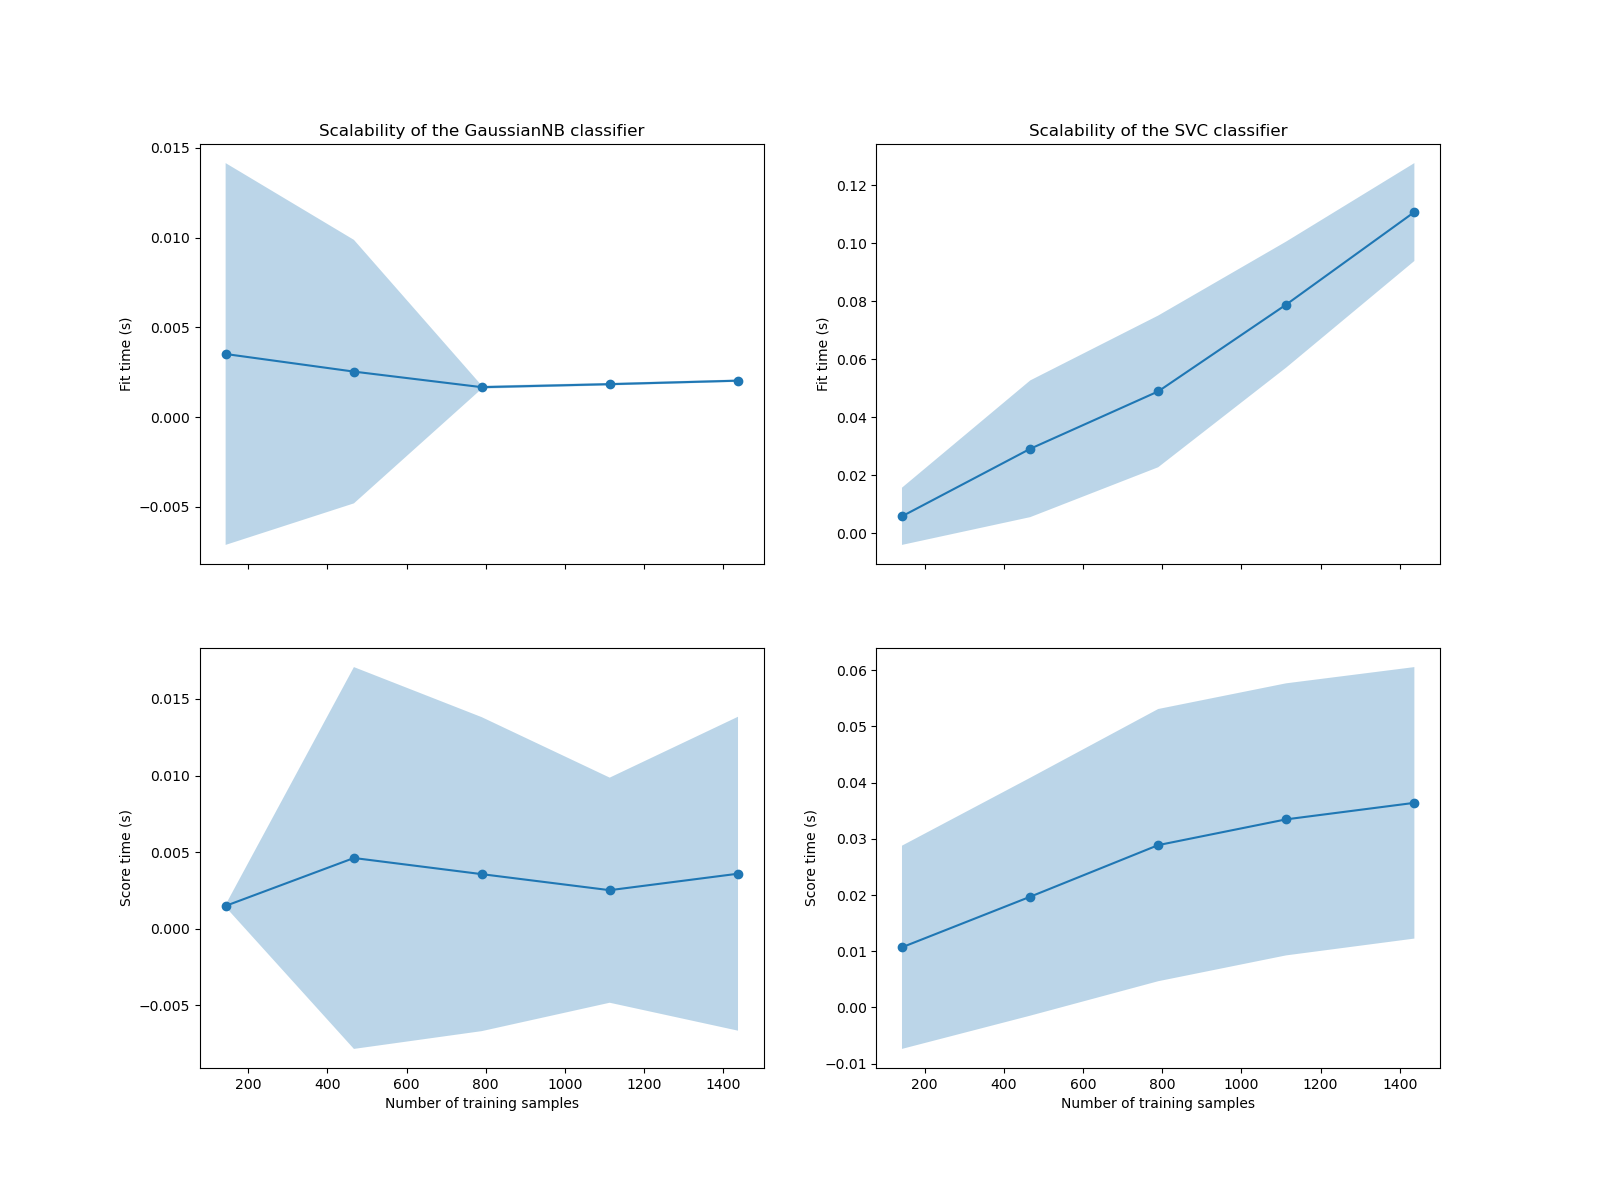 Scalability of the GaussianNB classifier
Fit time (s)
0.015
0.010
0.005
0.000
−0.005
Scalability of the SVC classifier
Fit time (s)
0.12
0.10
0.08
0.06
0.04
0.02
0.00
Score time (s)
0.015
0.010
0.005
0.000
−0.005
200 400 600 800 1000 1200 1400
Number of training samples
Score time (s)
0.06
0.05
0.04
0.03
0.02
0.01
0.00
−0.01
200 400 600 800 1000 1200 1400
Number of training samples